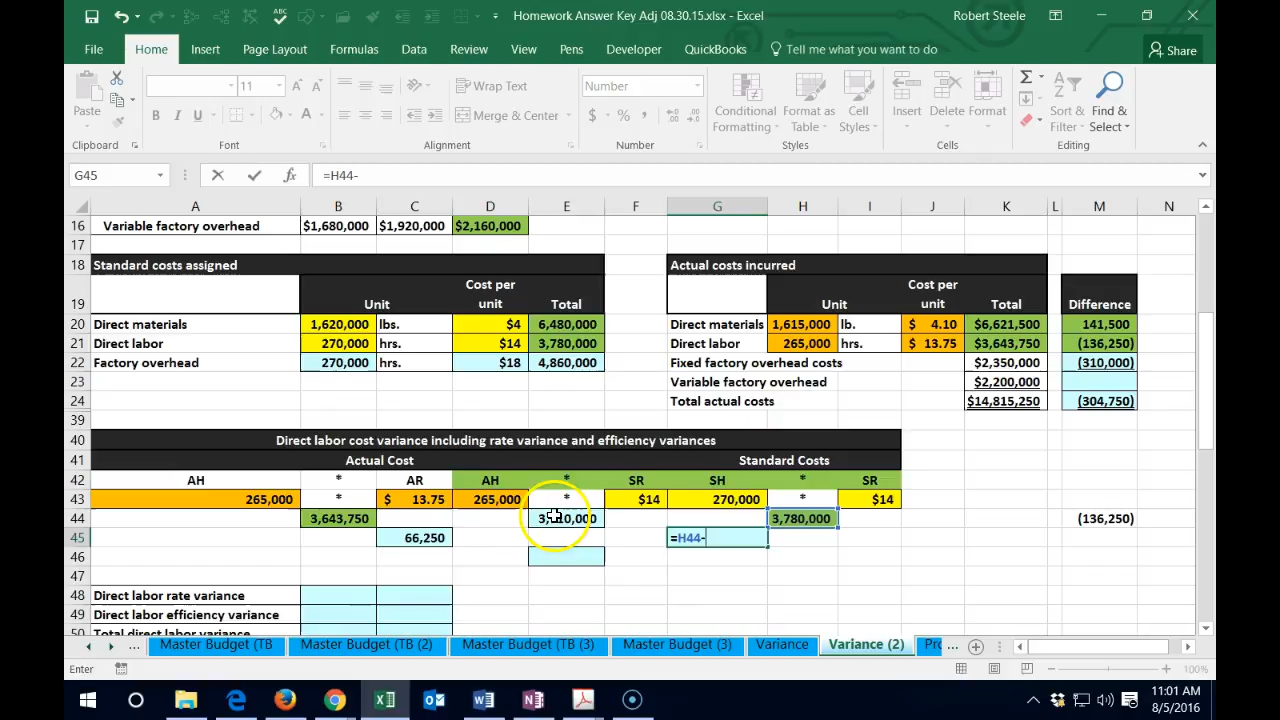 Homework Answer Key Adj 08.30.15.xlsx - Excel
Robert Steele
File Home Insert Page Layout Formulas Data Review View Pens Developer QuickBooks Tell me what you want to do Share
ABC
11 A A Wrap Text Number
Paste B I U A Merge & Center $ % , Conditional Formatting Format as Table Cell Styles Insert Delete Format Sort & Filter Find & Select
Clipboard Font Alignment Number Styles Cells Editing
G45 fx =H44-
A B C D E F G H I J K L M N
16 Variable factory overhead $1,680,000 $1,920,000 $2,160,000
17
18 Standard costs assigned Actual costs incurred
19 Unit Cost per unit Total Unit Cost per unit Total Difference
20 Direct materials 1,620,000 lbs. $4 6,480,000 Direct materials 1,615,000 lb. $ 4.10 $6,621,500 141,500
21 Direct labor 270,000 hrs. $14 3,780,000 Direct labor 265,000 hrs. $ 13.75 $3,643,750 (136,250)
22 Factory overhead 270,000 hrs. $18 4,860,000 Fixed factory overhead costs $2,350,000 (310,000)
23 Variable factory overhead $2,200,000
24 Total actual costs $14,815,250 (304,750)
39
40 Direct labor cost variance including rate variance and efficiency variances
41 Actual Cost Standard Costs
42 AH * AR AH * SR SH * SR
43 265,000 * $ 13.75 265,000 * $14 270,000 * $14
44 3,643,750 3,780,000 (136,250)
45 66,250 =H44-
46
47
48 Direct labor rate variance
49 Direct labor efficiency variance
50 Total direct labor variance
... Master Budget (TB Master Budget (TB (2) Master Budget (TB (3) Master Budget (3) Variance Variance (2) Pr ...
Enter 100%
11:01 AM
8/5/2016